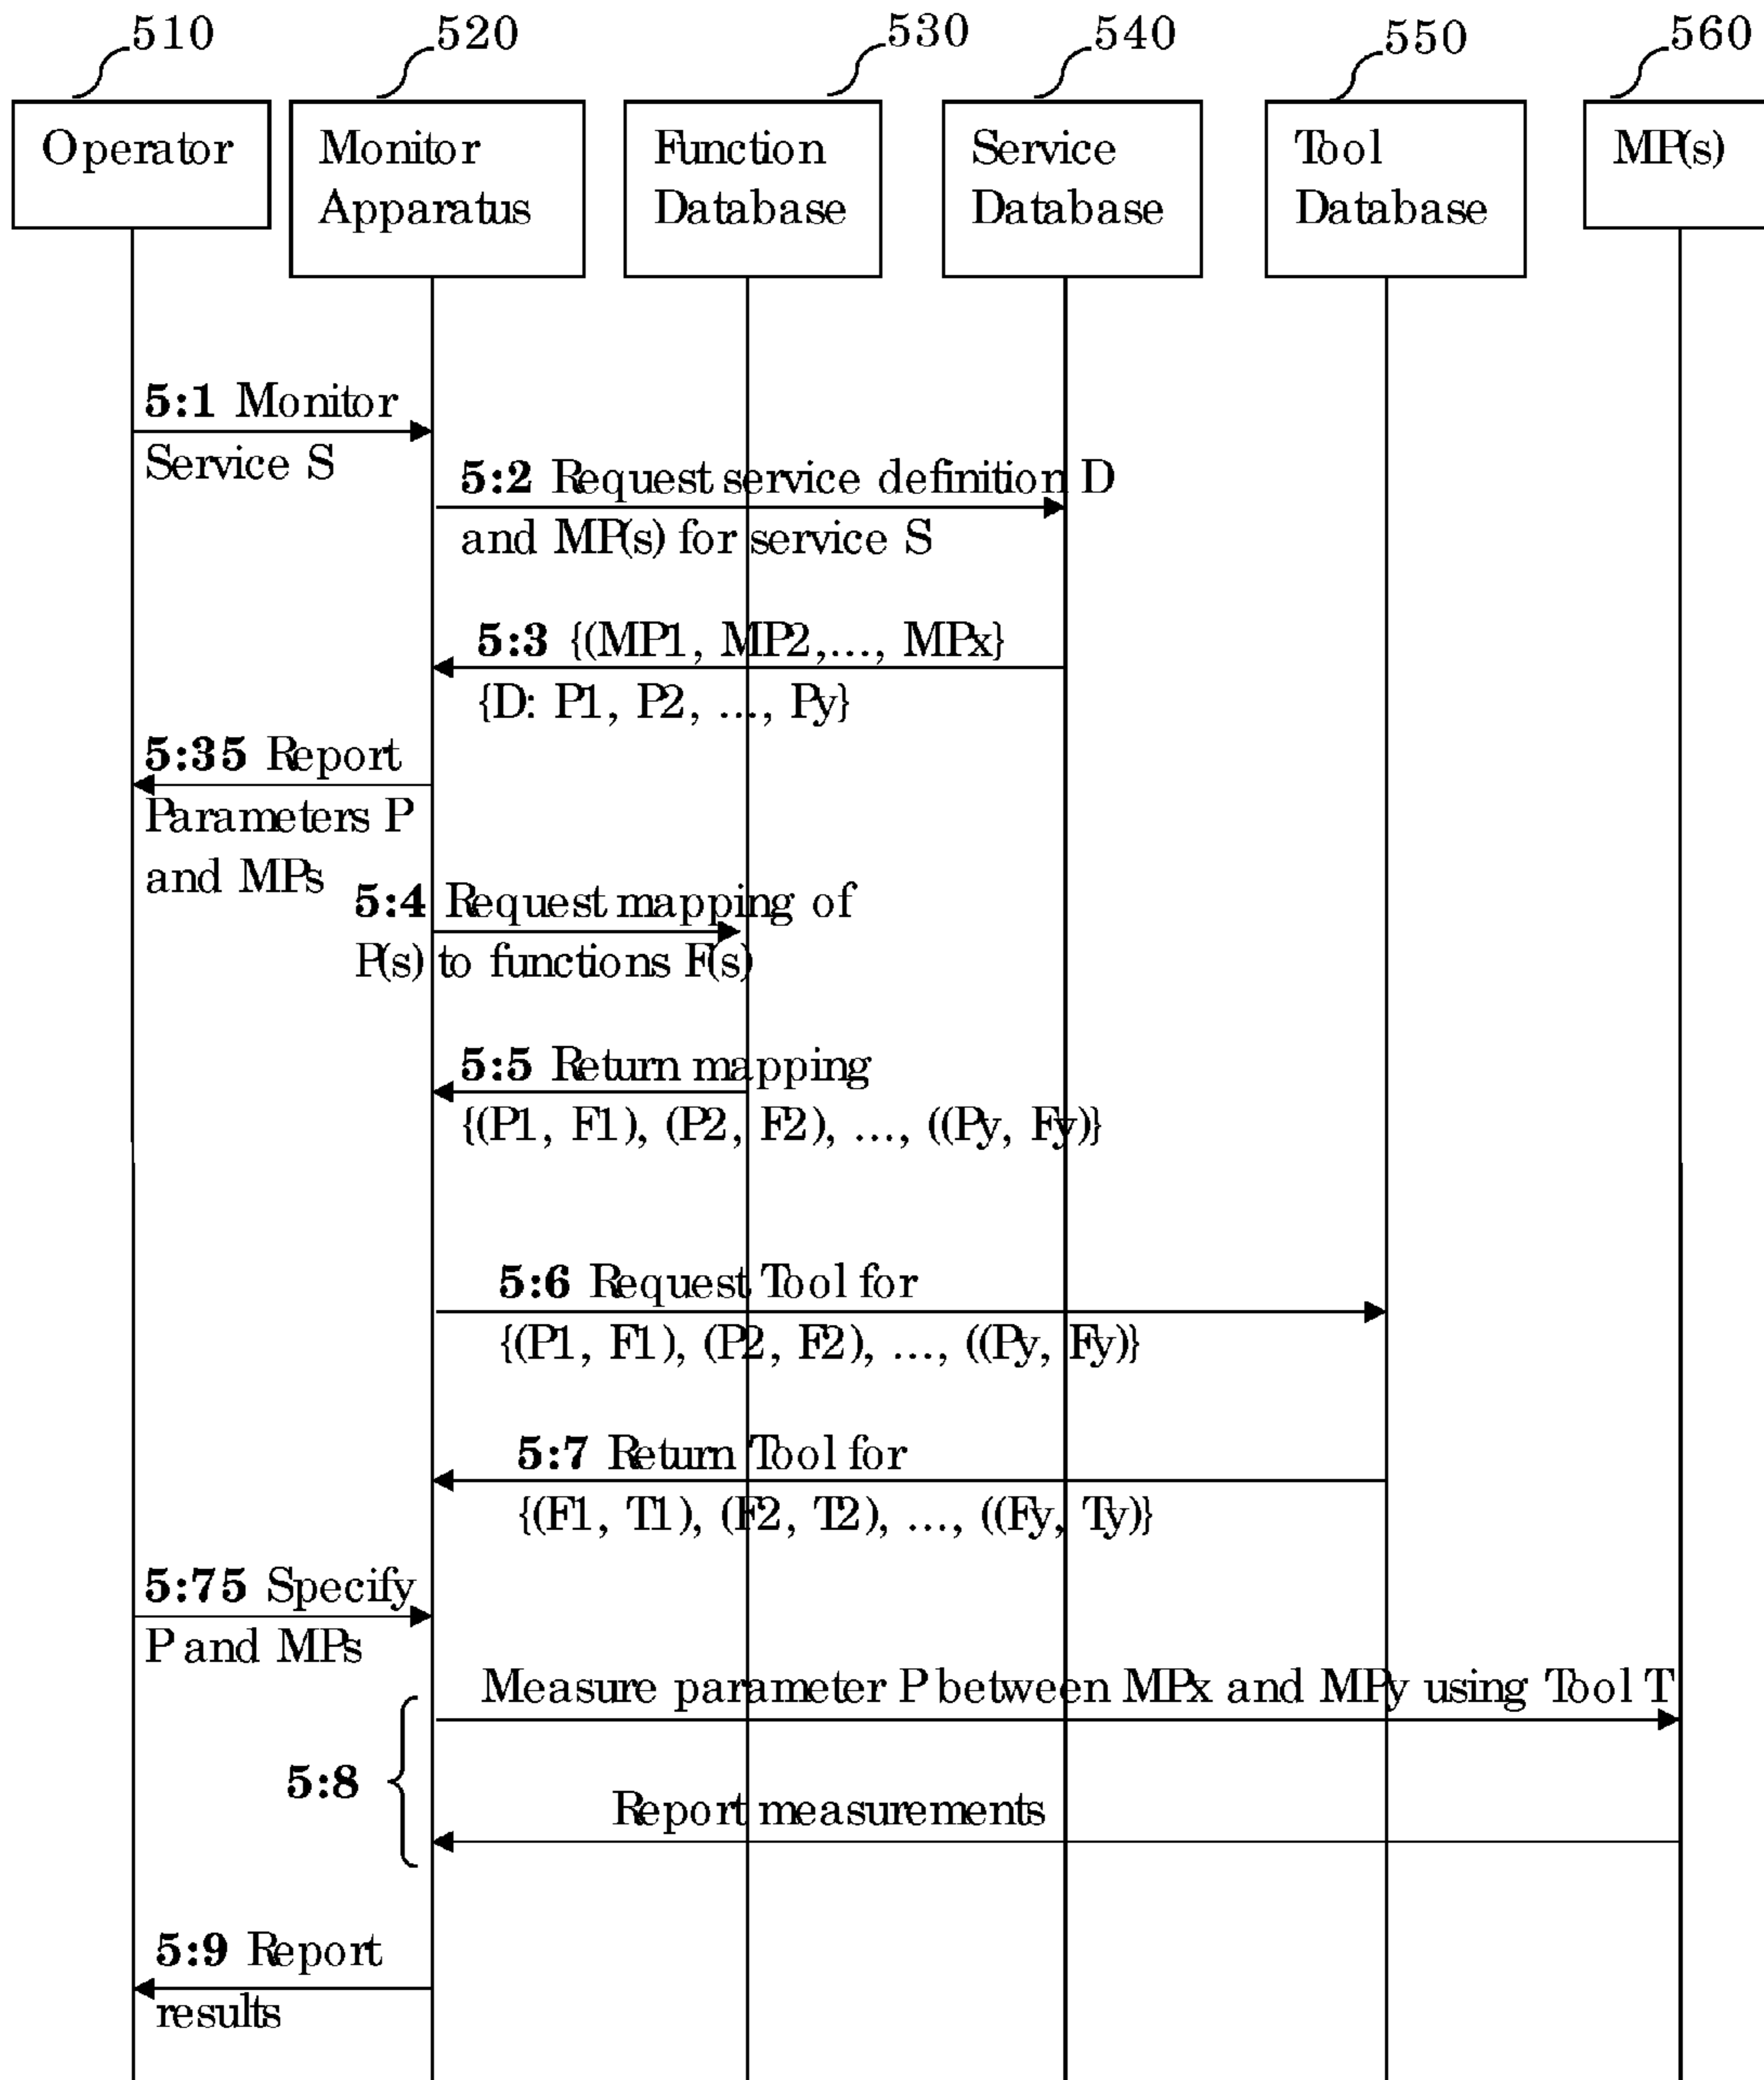 510
520
530
540
550
560
Operator
Monitor
Apparatus
Function
Database
Service
Database
Tool
Database
MP(s)
5:1 Monitor
Service S
5:2 Request service definition D
and MP(s) for service S
5:3 {(MP1, MP2,..., MPx}
{D: P1, P2, ..., Py}
5:35 Report
Parameters P
and MPs
5:4 Request mapping of
P(s) to functions F(s)
5:5 Return mapping
{(P1, F1), (P2, F2), ..., ((Py, Fy)}
5:6 Request Tool for
{(P1, F1), (P2, F2), ..., ((Py, Fy)}
5:7 Return Tool for
{(F1, T1), (F2, T2), ..., ((Fy, Ty)}
5:75 Specify
P and MPs
Measure parameter P between MPx and MPy using Tool T
5:8
Report measurements
5:9 Report
results